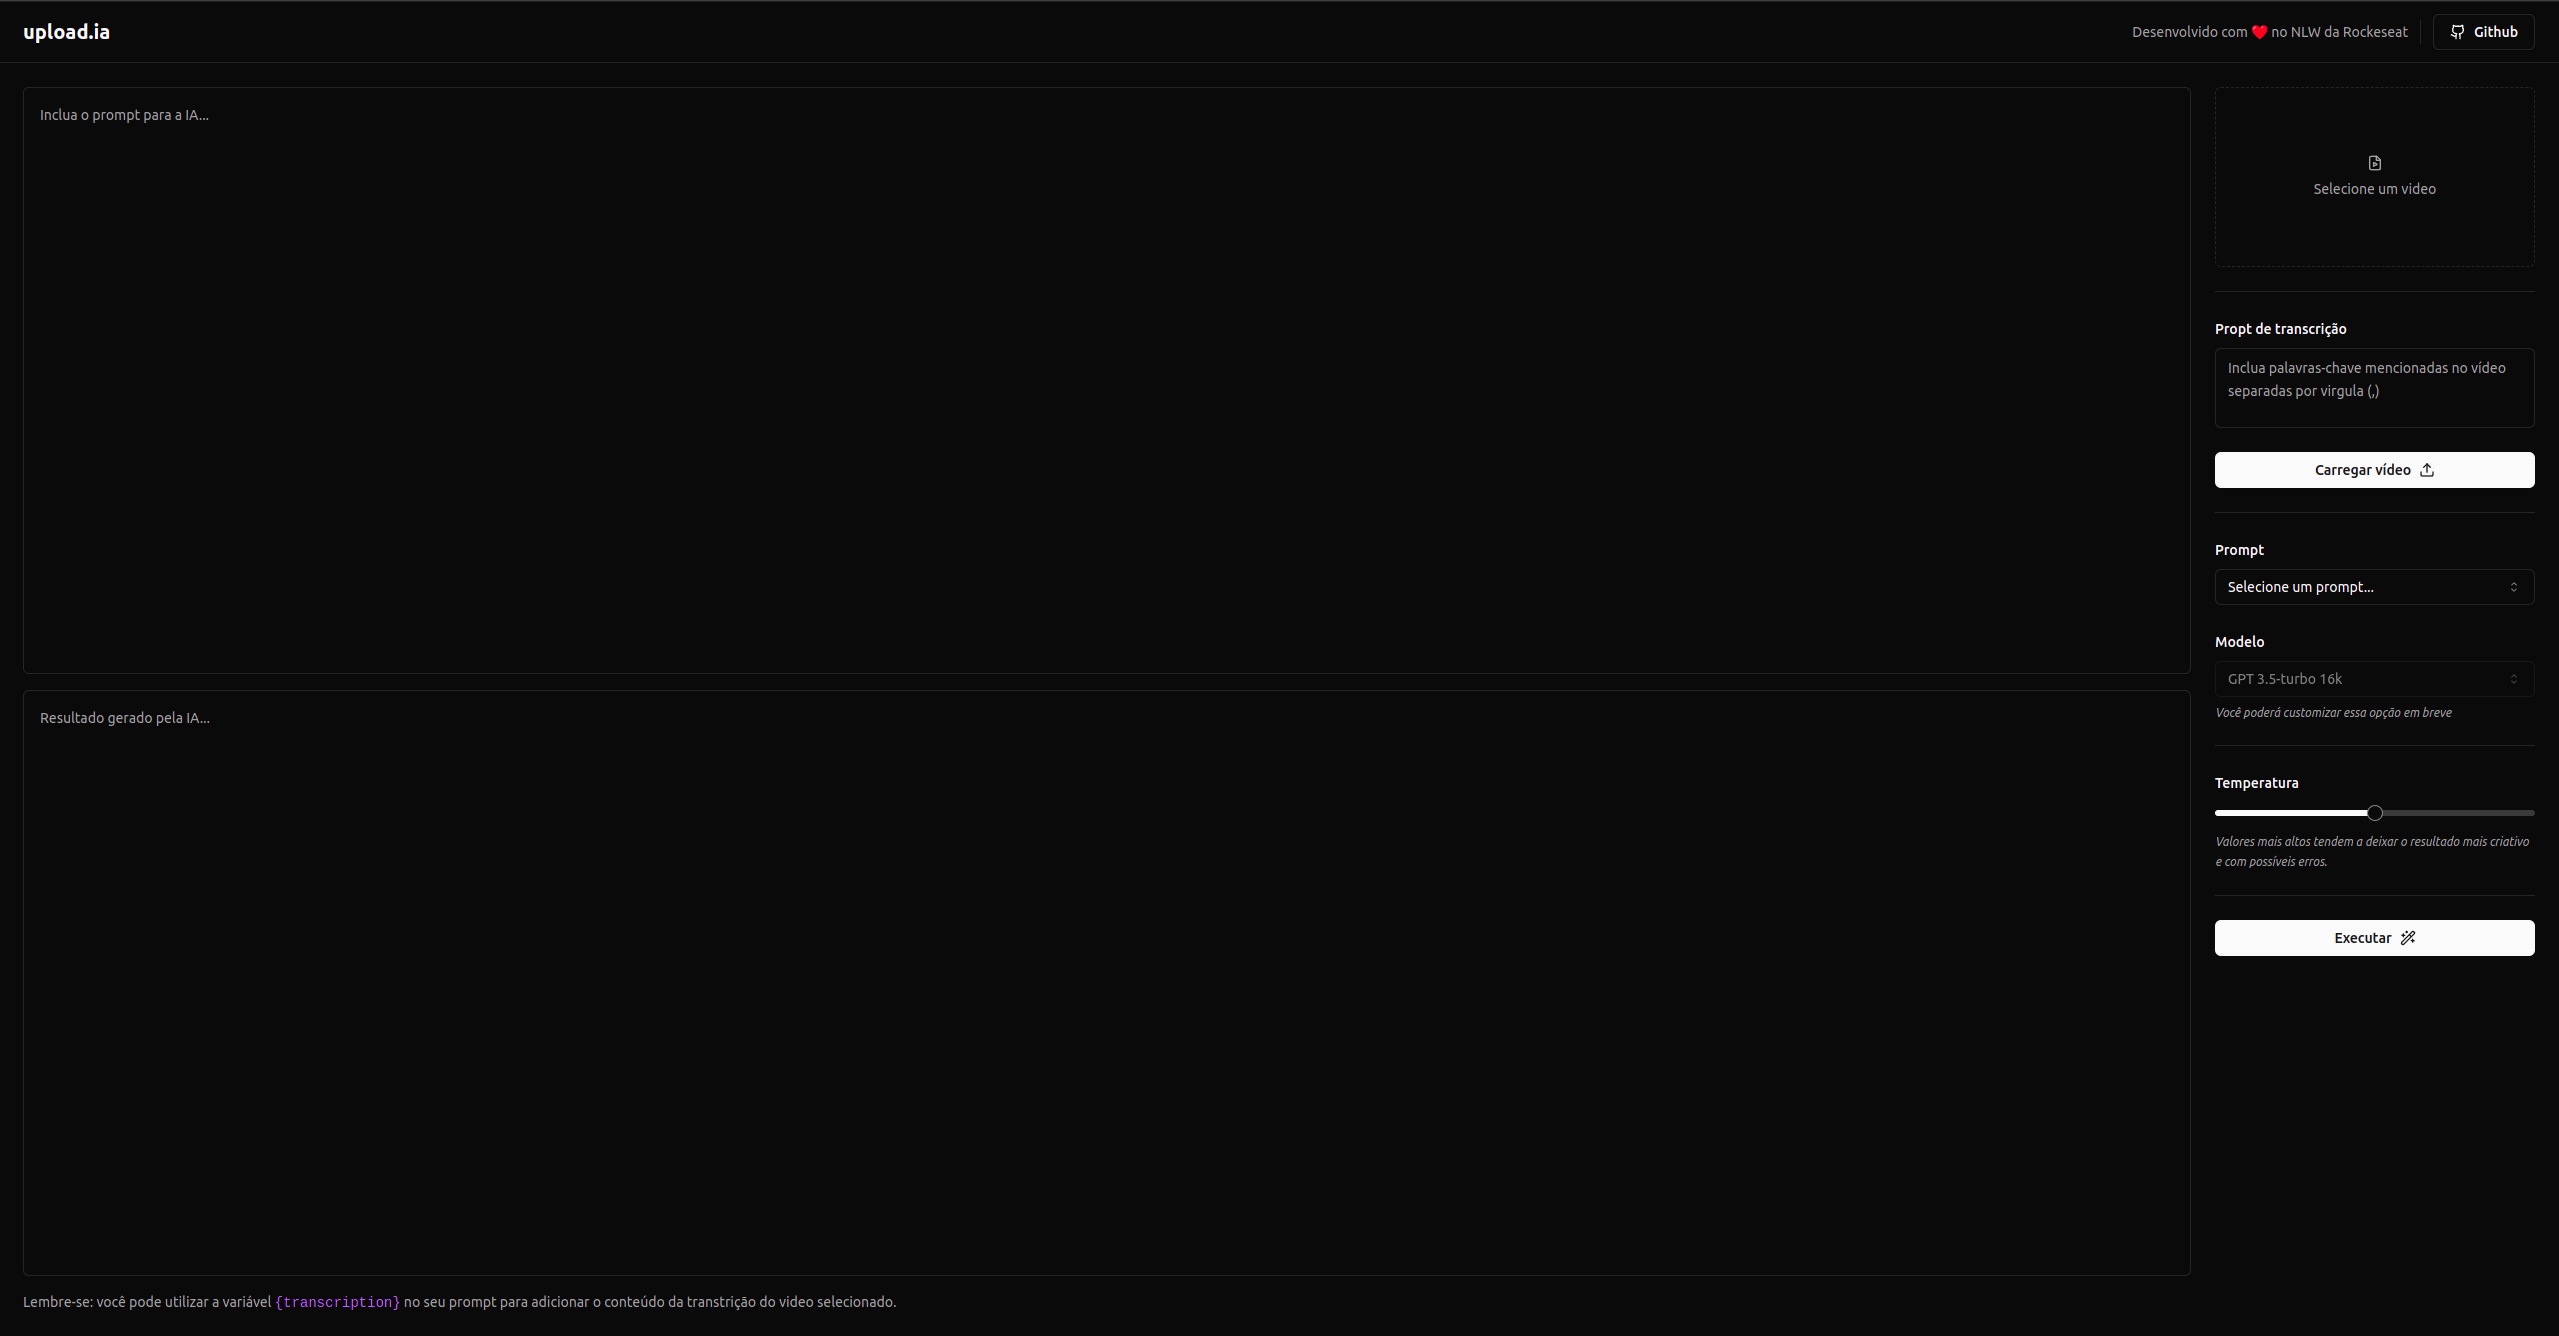 upload.ia
Desenvolvido com ❤️ no NLW da Rockeseat
Github
Inclua o prompt para a IA...
Resultado gerado pela IA...
Lembre-se: você pode utilizar a variável {transcription} no seu prompt para adicionar o conteúdo da transtrição do video selecionado.
Selecione um video
Propt de transcrição
Inclua palavras-chave mencionadas no vídeo
separadas por virgula (,)
Carregar vídeo
Prompt
Selecione um prompt...
Modelo
GPT 3.5-turbo 16k
Você poderá customizar essa opção em breve
Temperatura
Valores mais altos tendem a deixar o resultado mais criativo
e com possíveis erros.
Executar